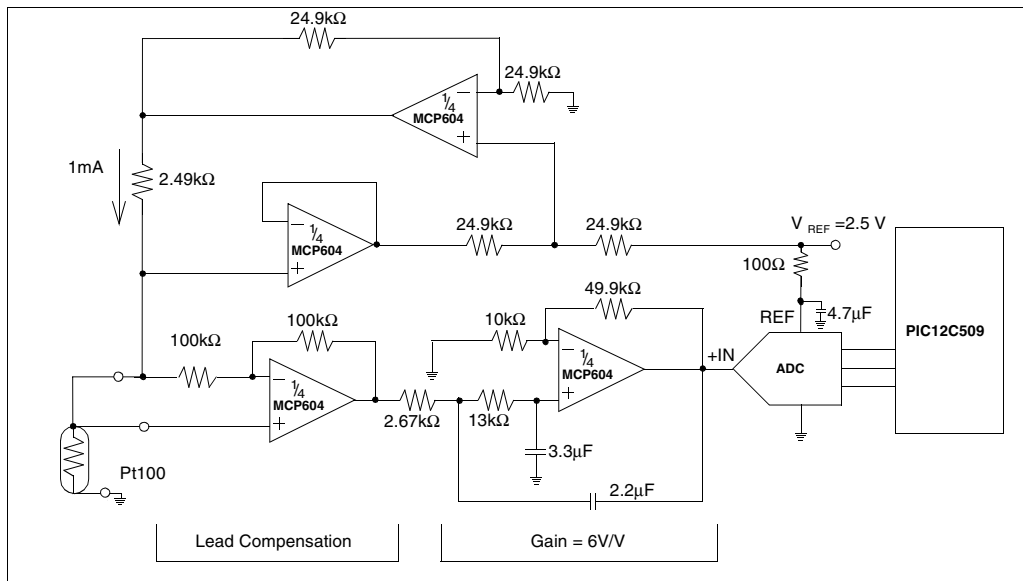 24.9kΩ
24.9kΩ
−
¼
MCP604
+
1mA
2.49kΩ
−
¼
MCP604
+
24.9kΩ
24.9kΩ
V REF =2.5 V
100Ω
REF
4.7µF
PIC12C509
ADC
+IN
49.9kΩ
10kΩ
−
¼
MCP604
+
100kΩ
100kΩ
−
¼
MCP604
+
2.67kΩ
13kΩ
3.3µF
2.2µF
Pt100
Lead Compensation
Gain = 6V/V